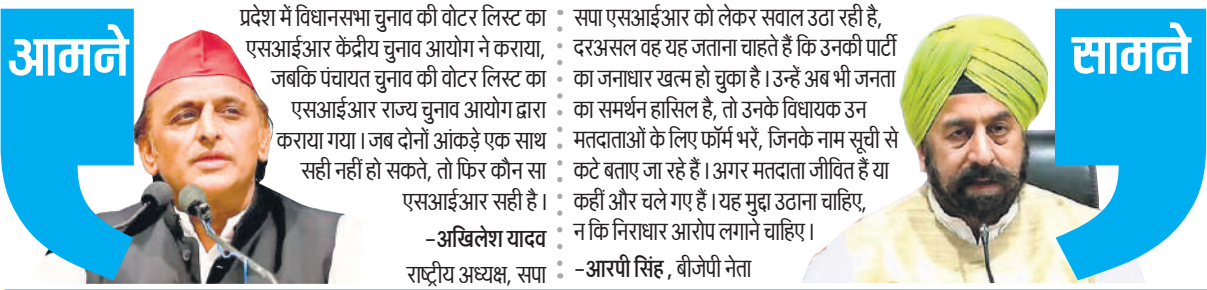 आमने
प्रदेश में विधानसभा चुनाव की वोटर लिस्ट का
एसआईआर केंद्रीय चुनाव आयोग ने कराया,
जबकि पंचायत चुनाव की वोटर लिस्ट का
एसआईआर राज्य चुनाव आयोग द्वारा
कराया गया। जब दोनों आंकड़े एक साथ
सही नहीं हो सकते, तो फिर कौन सा
एसआईआर सही है।
-अखिलेश यादव
राष्ट्रीय अध्यक्ष, सपा
सपा एसआईआर को लेकर सवाल उठा रही है,
दरअसल वह यह जताना चाहते हैं कि उनकी पार्टी
का जनाधार खत्म हो चुका है। उन्हें अब भी जनता
का समर्थन हासिल है, तो उनके विधायक उन
मतदाताओं के लिए फॉर्म भरें, जिनके नाम सूची से
कटे बताए जा रहे हैं। अगर मतदाता जीवित हैं या
कहीं और चले गए हैं। यह मुद्दा उठाना चाहिए,
न कि निराधार आरोप लगाने चाहिए।
-आरपी सिंह, बीजेपी नेता
सामने